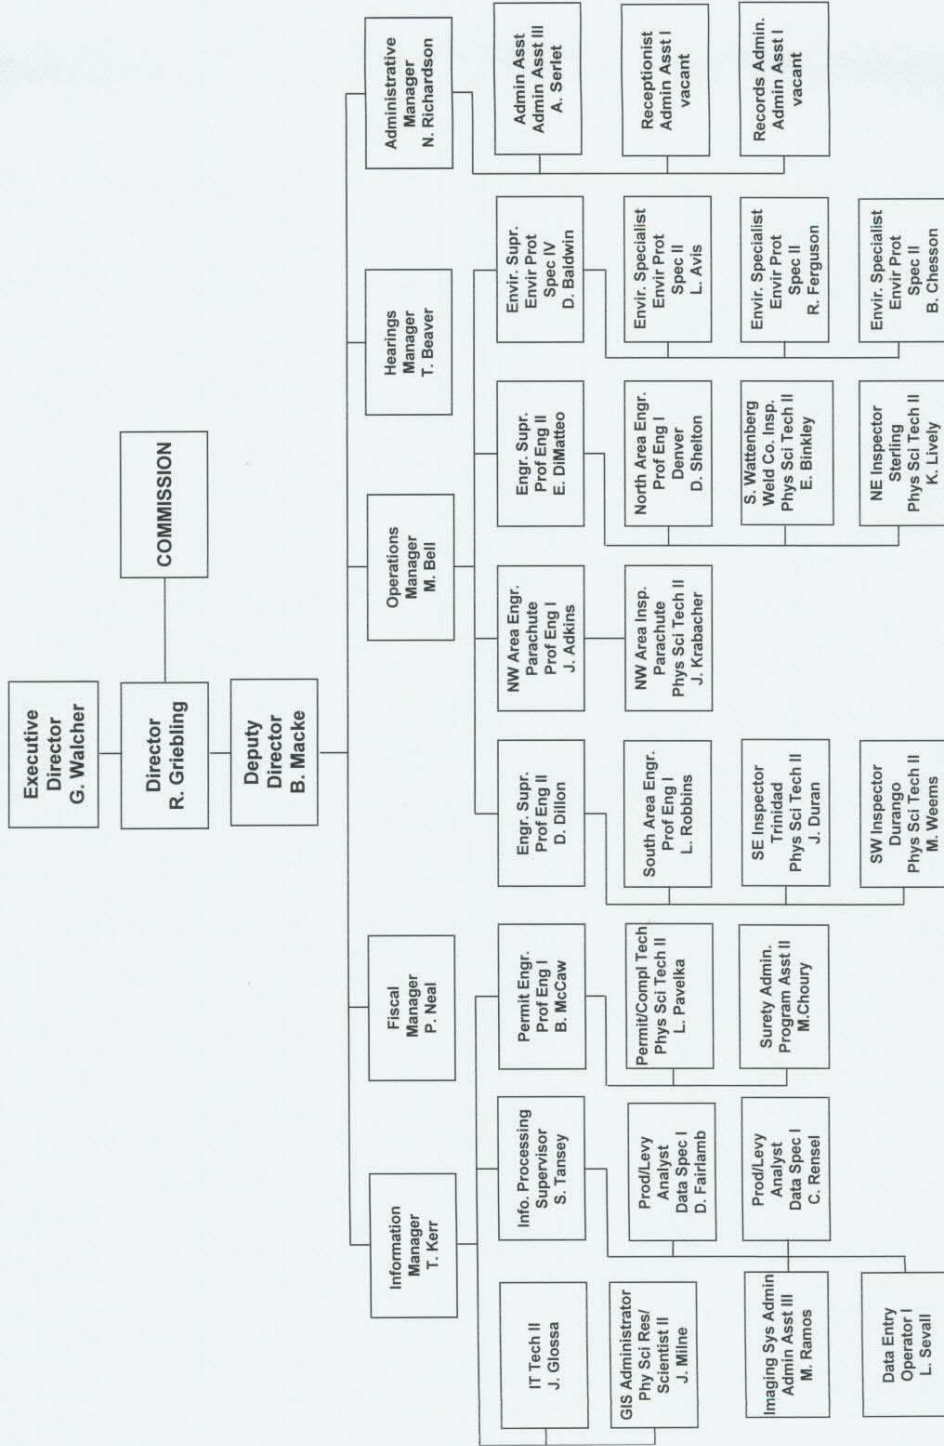 Executive
Director
G. Walcher
Director
R. Griebling
COMMISSION
Deputy
Director
B. Macke
Information
Manager
T. Kerr
Fiscal
Manager
P. Neal
Operations
Manager
M. Bell
Hearings
Manager
T. Beaver
Administrative
Manager
N. Richardson
IT Tech II
J. Glossa
GIS Administrator
Phy Sci Res/
Scientist II
J. Milne
Info. Processing
Supervisor
S. Tansey
Prod/Levy
Analyst
Data Spec I
D. Fairlamb
Prod/Levy
Analyst
Data Spec I
C. Rensel
Imaging Sys Admin
Admin Asst III
M. Ramos
Data Entry
Operator I
L. Sevall
Permit Engr.
Prof Eng I
B. McCaw
Permit/Compl Tech
Phys Sci Tech II
L. Pavelka
Surety Admin.
Program Asst II
M.Choury
Engr. Supr.
Prof Eng II
D. Dillon
South Area Engr.
Prof Eng I
L. Robbins
SE Inspector
Trinidad
Phys Sci Tech II
J. Duran
SW Inspector
Durango
Phys Sci Tech II
M. Weems
NW Area Engr.
Parachute
Prof Eng I
J. Adkins
NW Area Insp.
Parachute
Phys Sci Tech II
J. Krabacher
Engr. Supr.
Prof Eng II
E. DiMatteo
North Area Engr.
Prof Eng I
Denver
D. Shelton
S. Wattenberg
Weld Co. Insp.
Phys Sci Tech II
E. Binkley
NE Inspector
Sterling
Phys Sci Tech II
K. Lively
Envir. Supr.
Envir Prot
Spec IV
D. Baldwin
Envir. Specialist
Envir Prot
Spec II
L. Avis
Envir. Specialist
Envir Prot
Spec II
R. Ferguson
Envir. Specialist
Envir Prot
Spec II
B. Chesson
Admin Asst
Admin Asst III
A. Serlet
Receptionist
Admin Asst I
vacant
Records Admin.
Admin Asst I
vacant